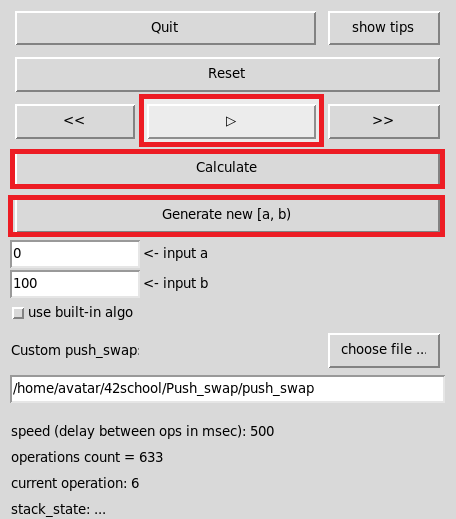 Quit show tips
Reset
<< ▷ >>
Calculate
Generate new [a, b)
0 <- input a
100 <- input b
use built-in algo
Custom push_swap: choose file ...
/home/avatar/42school/Push_swap/push_swap
speed (delay between ops in msec): 500
operations count = 633
current operation: 6
stack_state: ...